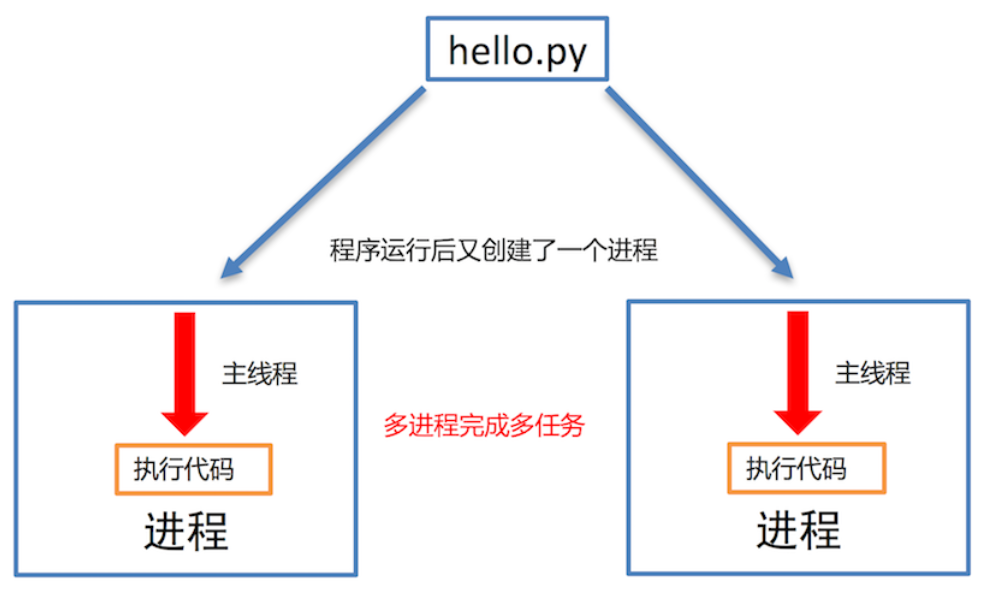 hello.py
程序运行后又创建了一个进程
主线程
主线程
多进程完成多任务
执行代码
执行代码
进程
进程